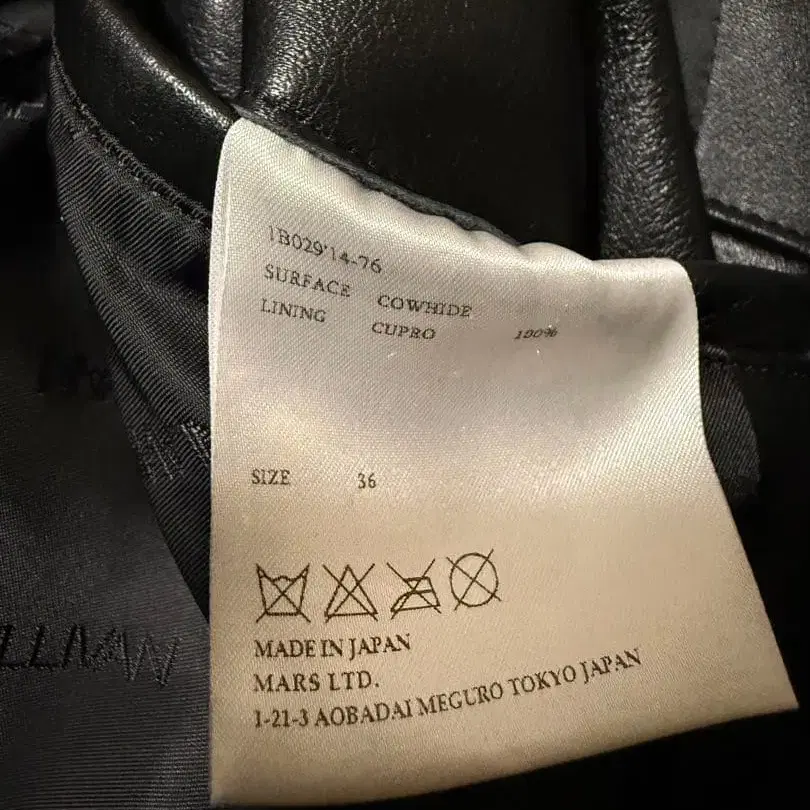 1B029'14-76
SURFACE COWHIDE
LINING CUPRO 100%
SIZE 36
MADE IN JAPAN
MARS LTD.
1-21-3 AOBADAI MEGURO TOKYO JAPAN